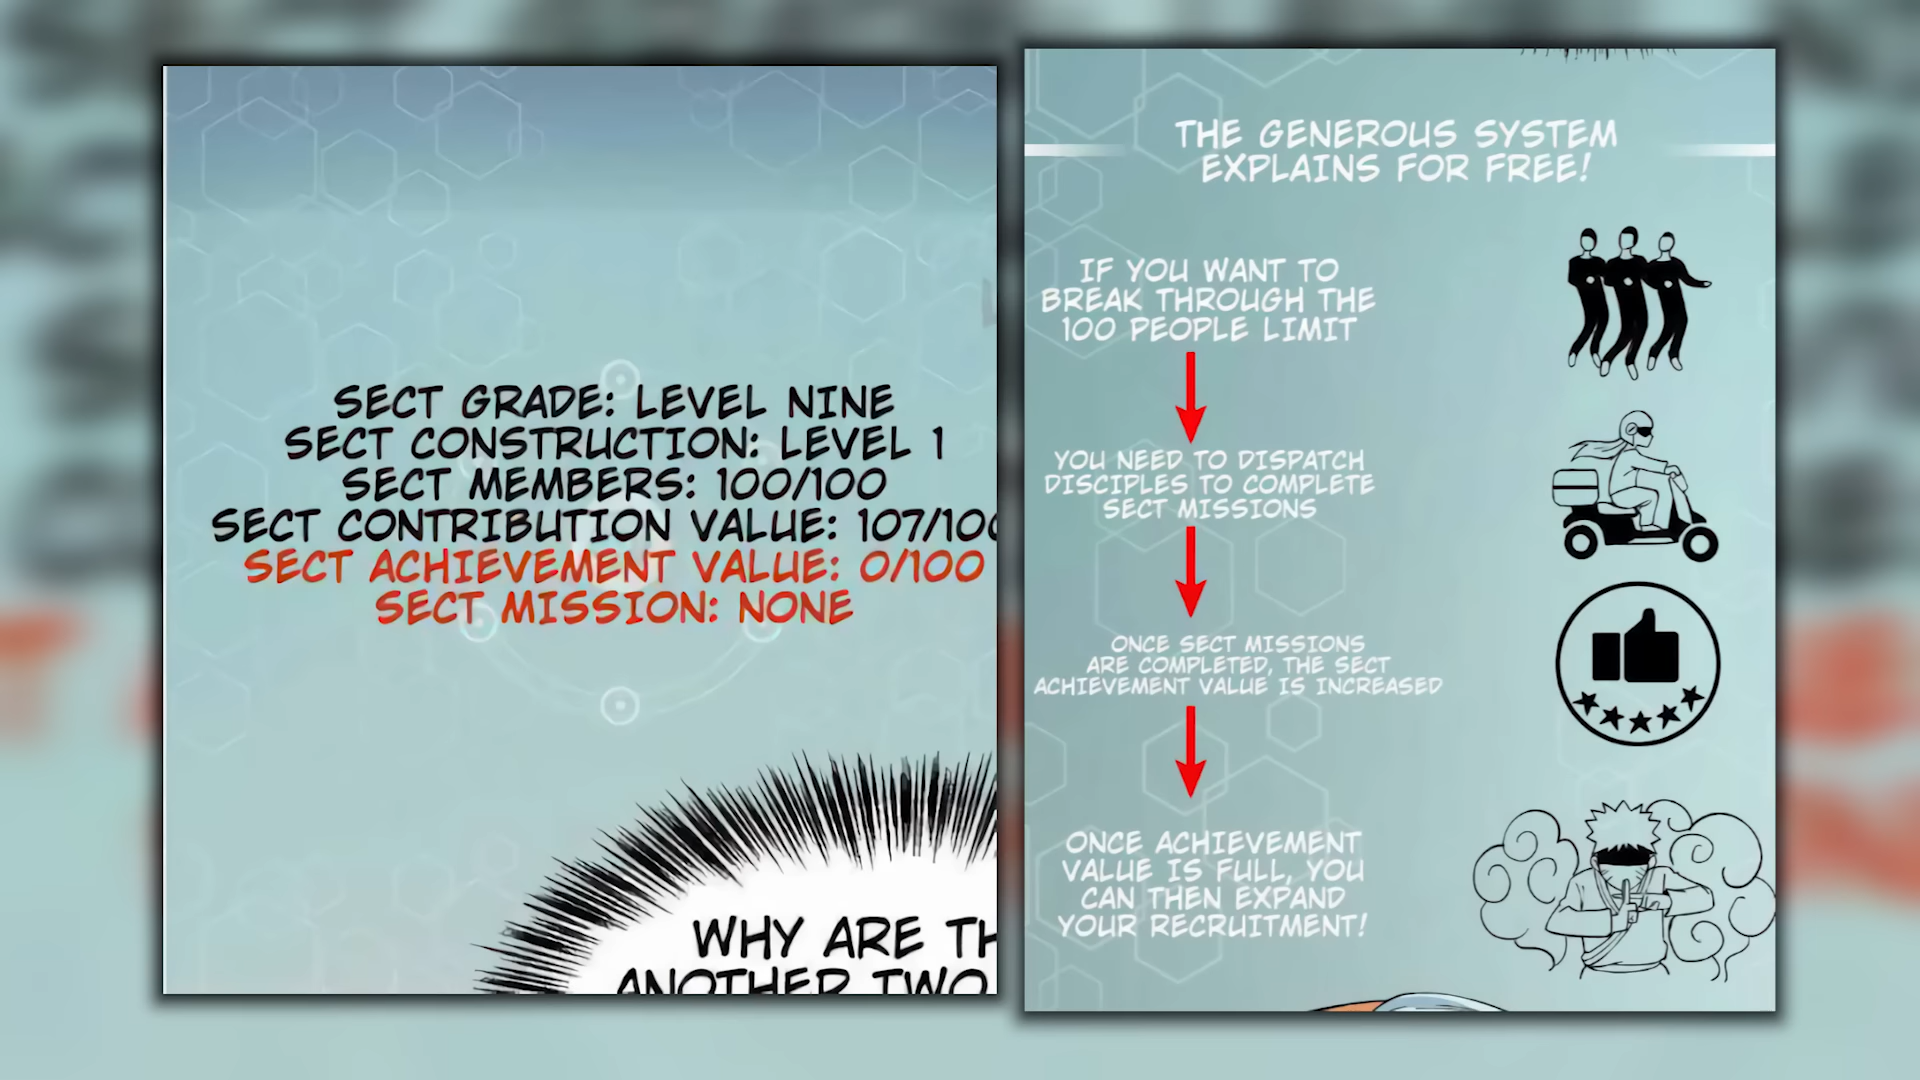 SECT GRADE: LEVEL NINE
SECT CONSTRUCTION: LEVEL 1
SECT MEMBERS: 100/100
SECT CONTRIBUTION VALUE: 107/100
SECT ACHIEVEMENT VALUE: 0/100
SECT MISSION: NONE
WHY ARE TH
ANOTHER TWO
THE GENEROUS SYSTEM
EXPLAINS FOR FREE!
IF YOU WANT TO
BREAK THROUGH THE
100 PEOPLE LIMIT
YOU NEED TO DISPATCH
DISCIPLES TO COMPLETE
SECT MISSIONS
ONCE SECT MISSIONS
ARE COMPLETED, THE SECT
ACHIEVEMENT VALUE IS INCREASED
ONCE ACHIEVEMENT
VALUE IS FULL, YOU
CAN THEN EXPAND
YOUR RECRUITMENT!